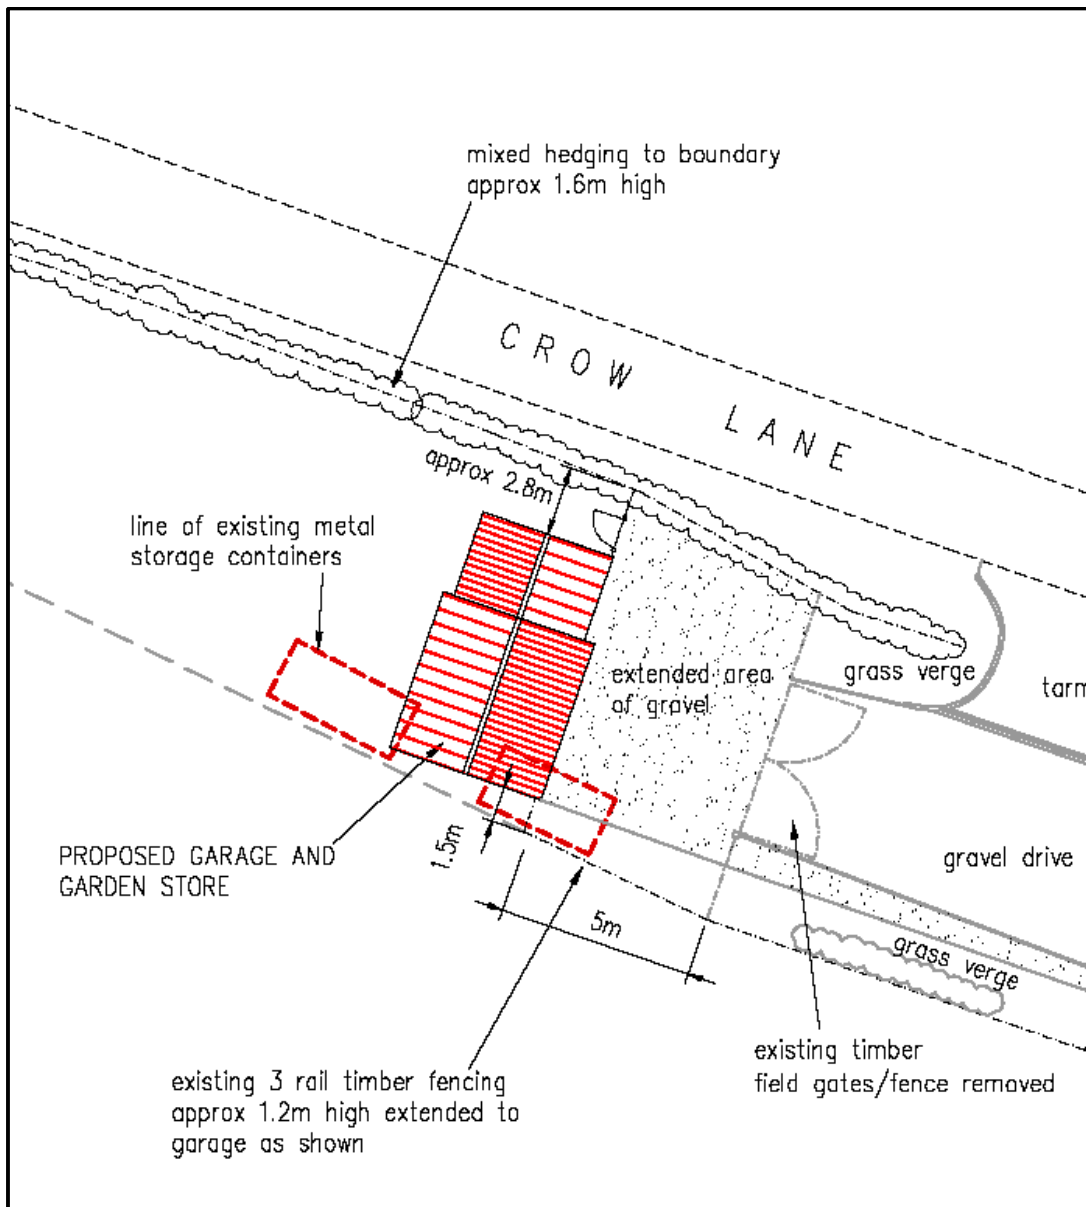 mixed hedging to boundary
approx 1.6m high
CROW LANE
approx 2.8m
line of existing metal
storage containers
extended area
of gravel
grass verge
tarm
PROPOSED GARAGE AND
GARDEN STORE
1.5m
gravel drive
5m
grass verge
existing timber
field gates/fence removed
existing 3 rail timber fencing
approx 1.2m high extended to
garage as shown